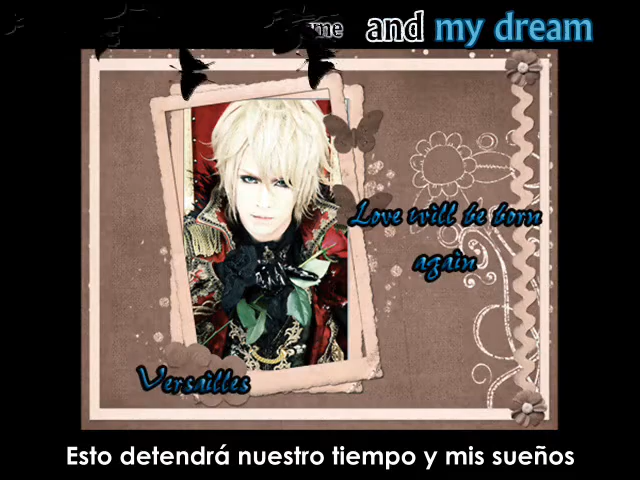 and my dream
Love will be born
again
Versailles
Esto detendrá nuestro tiempo y mis sueños